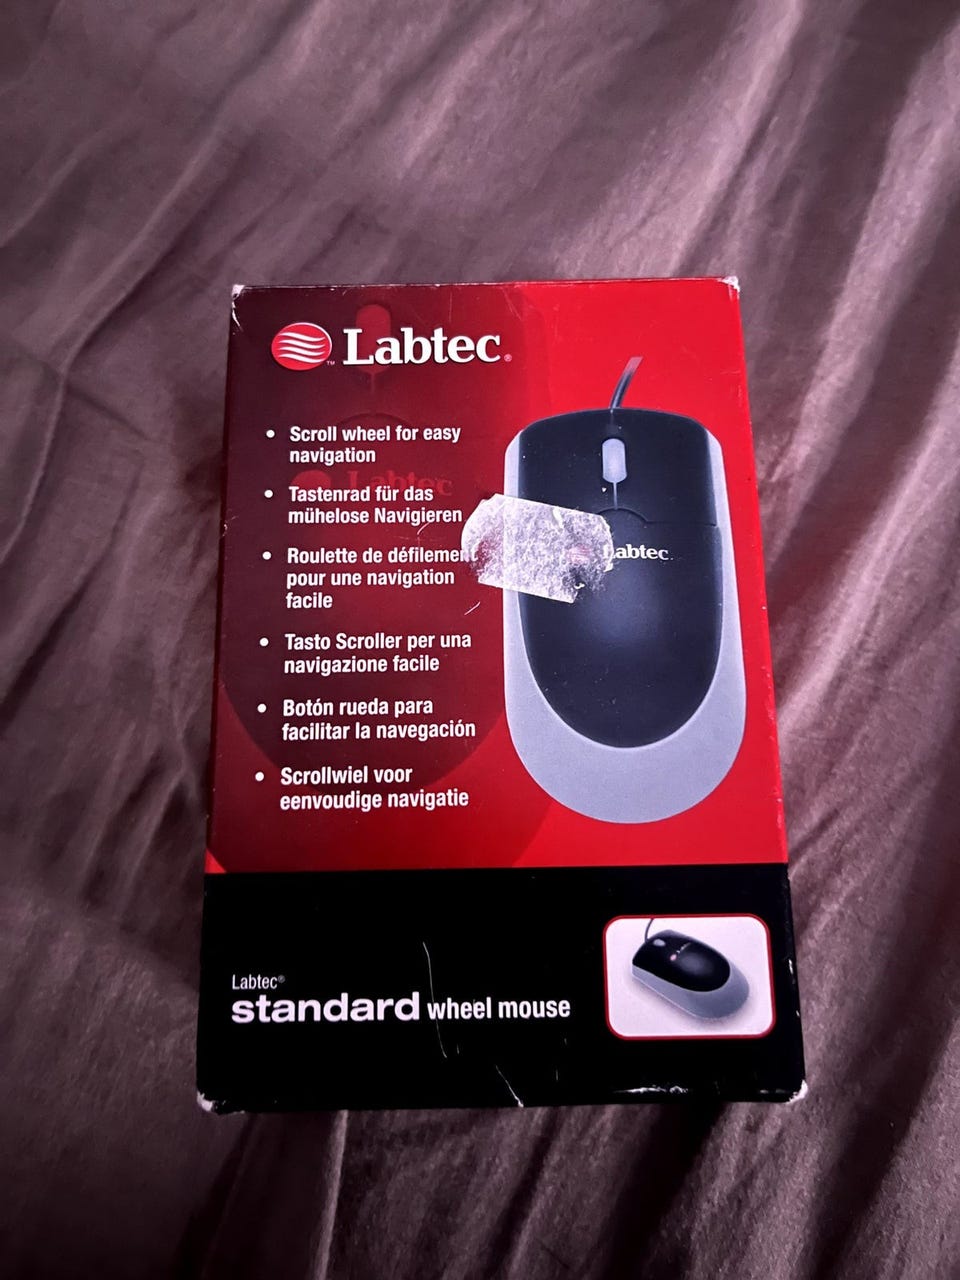 Labtec®
• Scroll wheel for easy
navigation
• Tastenrad für das
mühelose Navigieren
• Roulette de défilement
pour une navigation
facile
• Tasto Scroller per una
navigazione facile
• Botón rueda para
facilitar la navegación
• Scrollwiel voor
eenvoudige navigatie
Labtec
Labtec.
Labtec®
standard wheel mouse